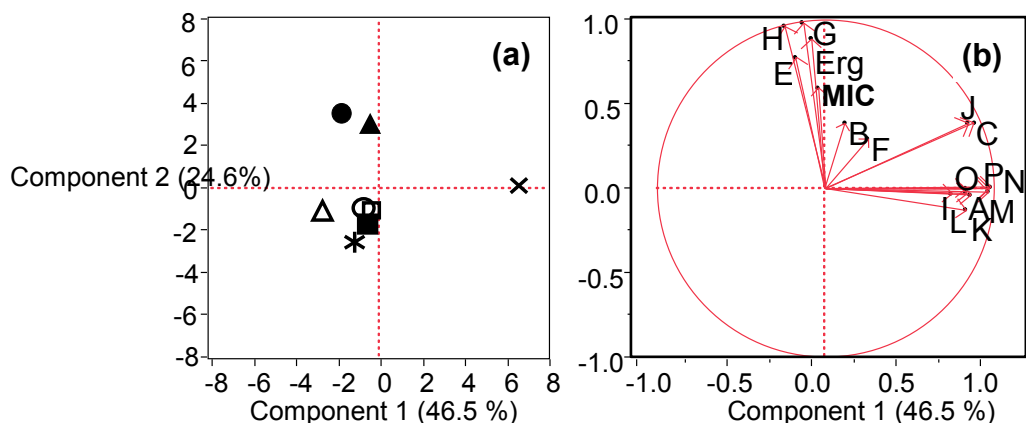 (a)
8
6
4
2
0
-2
-4
-6
-8
Component 2 (24.6%)
-8 -6 -4 -2 0 2 4 6 8
Component 1 (46.5 %)
(b)
1.0
0.5
0.0
-0.5
-1.0
H
G
E
Erg
MIC
B
F
J
C
O
P
N
I
A
M
L
K
-1.0 -0.5 0.0 0.5 1.0
Component 1 (46.5 %)